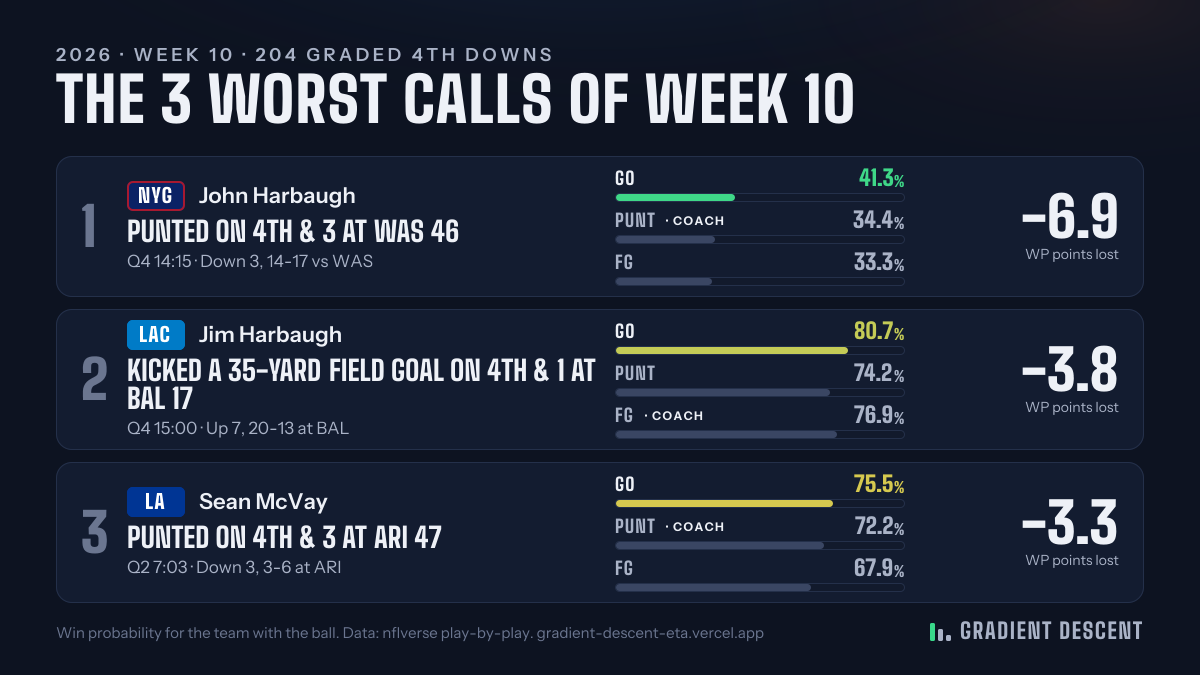 2026 · WEEK 10 · 204 GRADED 4TH DOWNS
THE 3 WORST CALLS OF WEEK 10
1
NYG John Harbaugh
PUNTED ON 4TH & 3 AT WAS 46
Q4 14:15 · Down 3, 14-17 vs WAS
GO 41.3%
PUNT · COACH 34.4%
FG 33.3%
-6.9
WP points lost
2
LAC Jim Harbaugh
KICKED A 35-YARD FIELD GOAL ON 4TH & 1 AT
BAL 17
Q4 15:00 · Up 7, 20-13 at BAL
GO 80.7%
PUNT 74.2%
FG · COACH 76.9%
-3.8
WP points lost
3
LA Sean McVay
PUNTED ON 4TH & 3 AT ARI 47
Q2 7:03 · Down 3, 3-6 at ARI
GO 75.5%
PUNT · COACH 72.2%
FG 67.9%
-3.3
WP points lost
Win probability for the team with the ball. Data: nflverse play-by-play. gradient-descent-eta.vercel.app
GRADIENT DESCENT